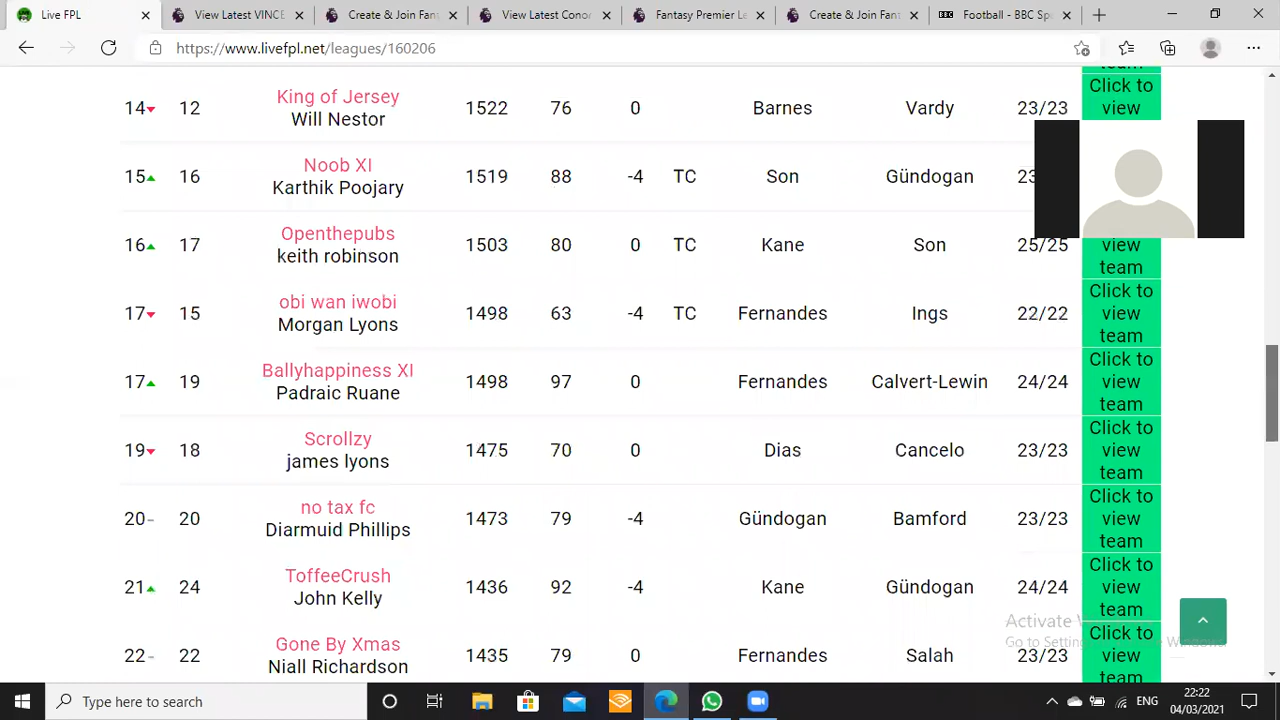 Live FPL
View Latest VINCE
Create & Join Fan
View Latest Conor
Fantasy Premier Le
Create & Join Fant
BBC Football - BBC Sp
https://www.livefpl.net/leagues/160206
team
14 12 King of Jersey 1522 76 0 Barnes Vardy 23/23 Click to
Will Nestor view
15 16 Noob XI 1519 88 -4 TC Son Gündogan
Karthik Poojary
16 17 Openthepubs 1503 80 0 TC Kane Son 25/25 view
keith robinson team
17 15 obi wan iwobi 1498 63 -4 TC Fernandes Ings 22/22 Click to
Morgan Lyons view
team
17 19 Ballyhappiness XI 1498 97 0 Fernandes Calvert-Lewin 24/24 Click to
Padraic Ruane view
team
19 18 Scrollzy 1475 70 0 Dias Cancelo 23/23 Click to
james lyons view
team
20 20 no tax fc 1473 79 -4 Gündogan Bamford 23/23 Click to
Diarmuid Phillips view
team
21 24 ToffeeCrush 1436 92 -4 Kane Gündogan 24/24 Click to
John Kelly view
team
22 22 Gone By Xmas 1435 79 0 Fernandes Salah 23/23 Click to
Niall Richardson view
team
Activate
Go to Windows.
Type here to search
ENG
22:22
04/03/2021